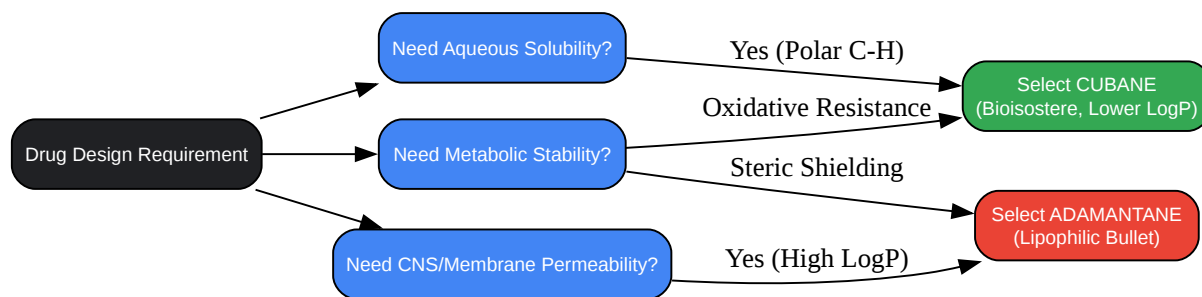 Need Aqueous Solubility?
Yes (Polar C-H)
Select CUBANE
(Bioisostere, Lower LogP)
Oxidative Resistance
Drug Design Requirement
Need Metabolic Stability?
Steric Shielding
Select ADAMANTANE
(Lipophilic Bullet)
Need CNS/Membrane Permeability?
Yes (High LogP)